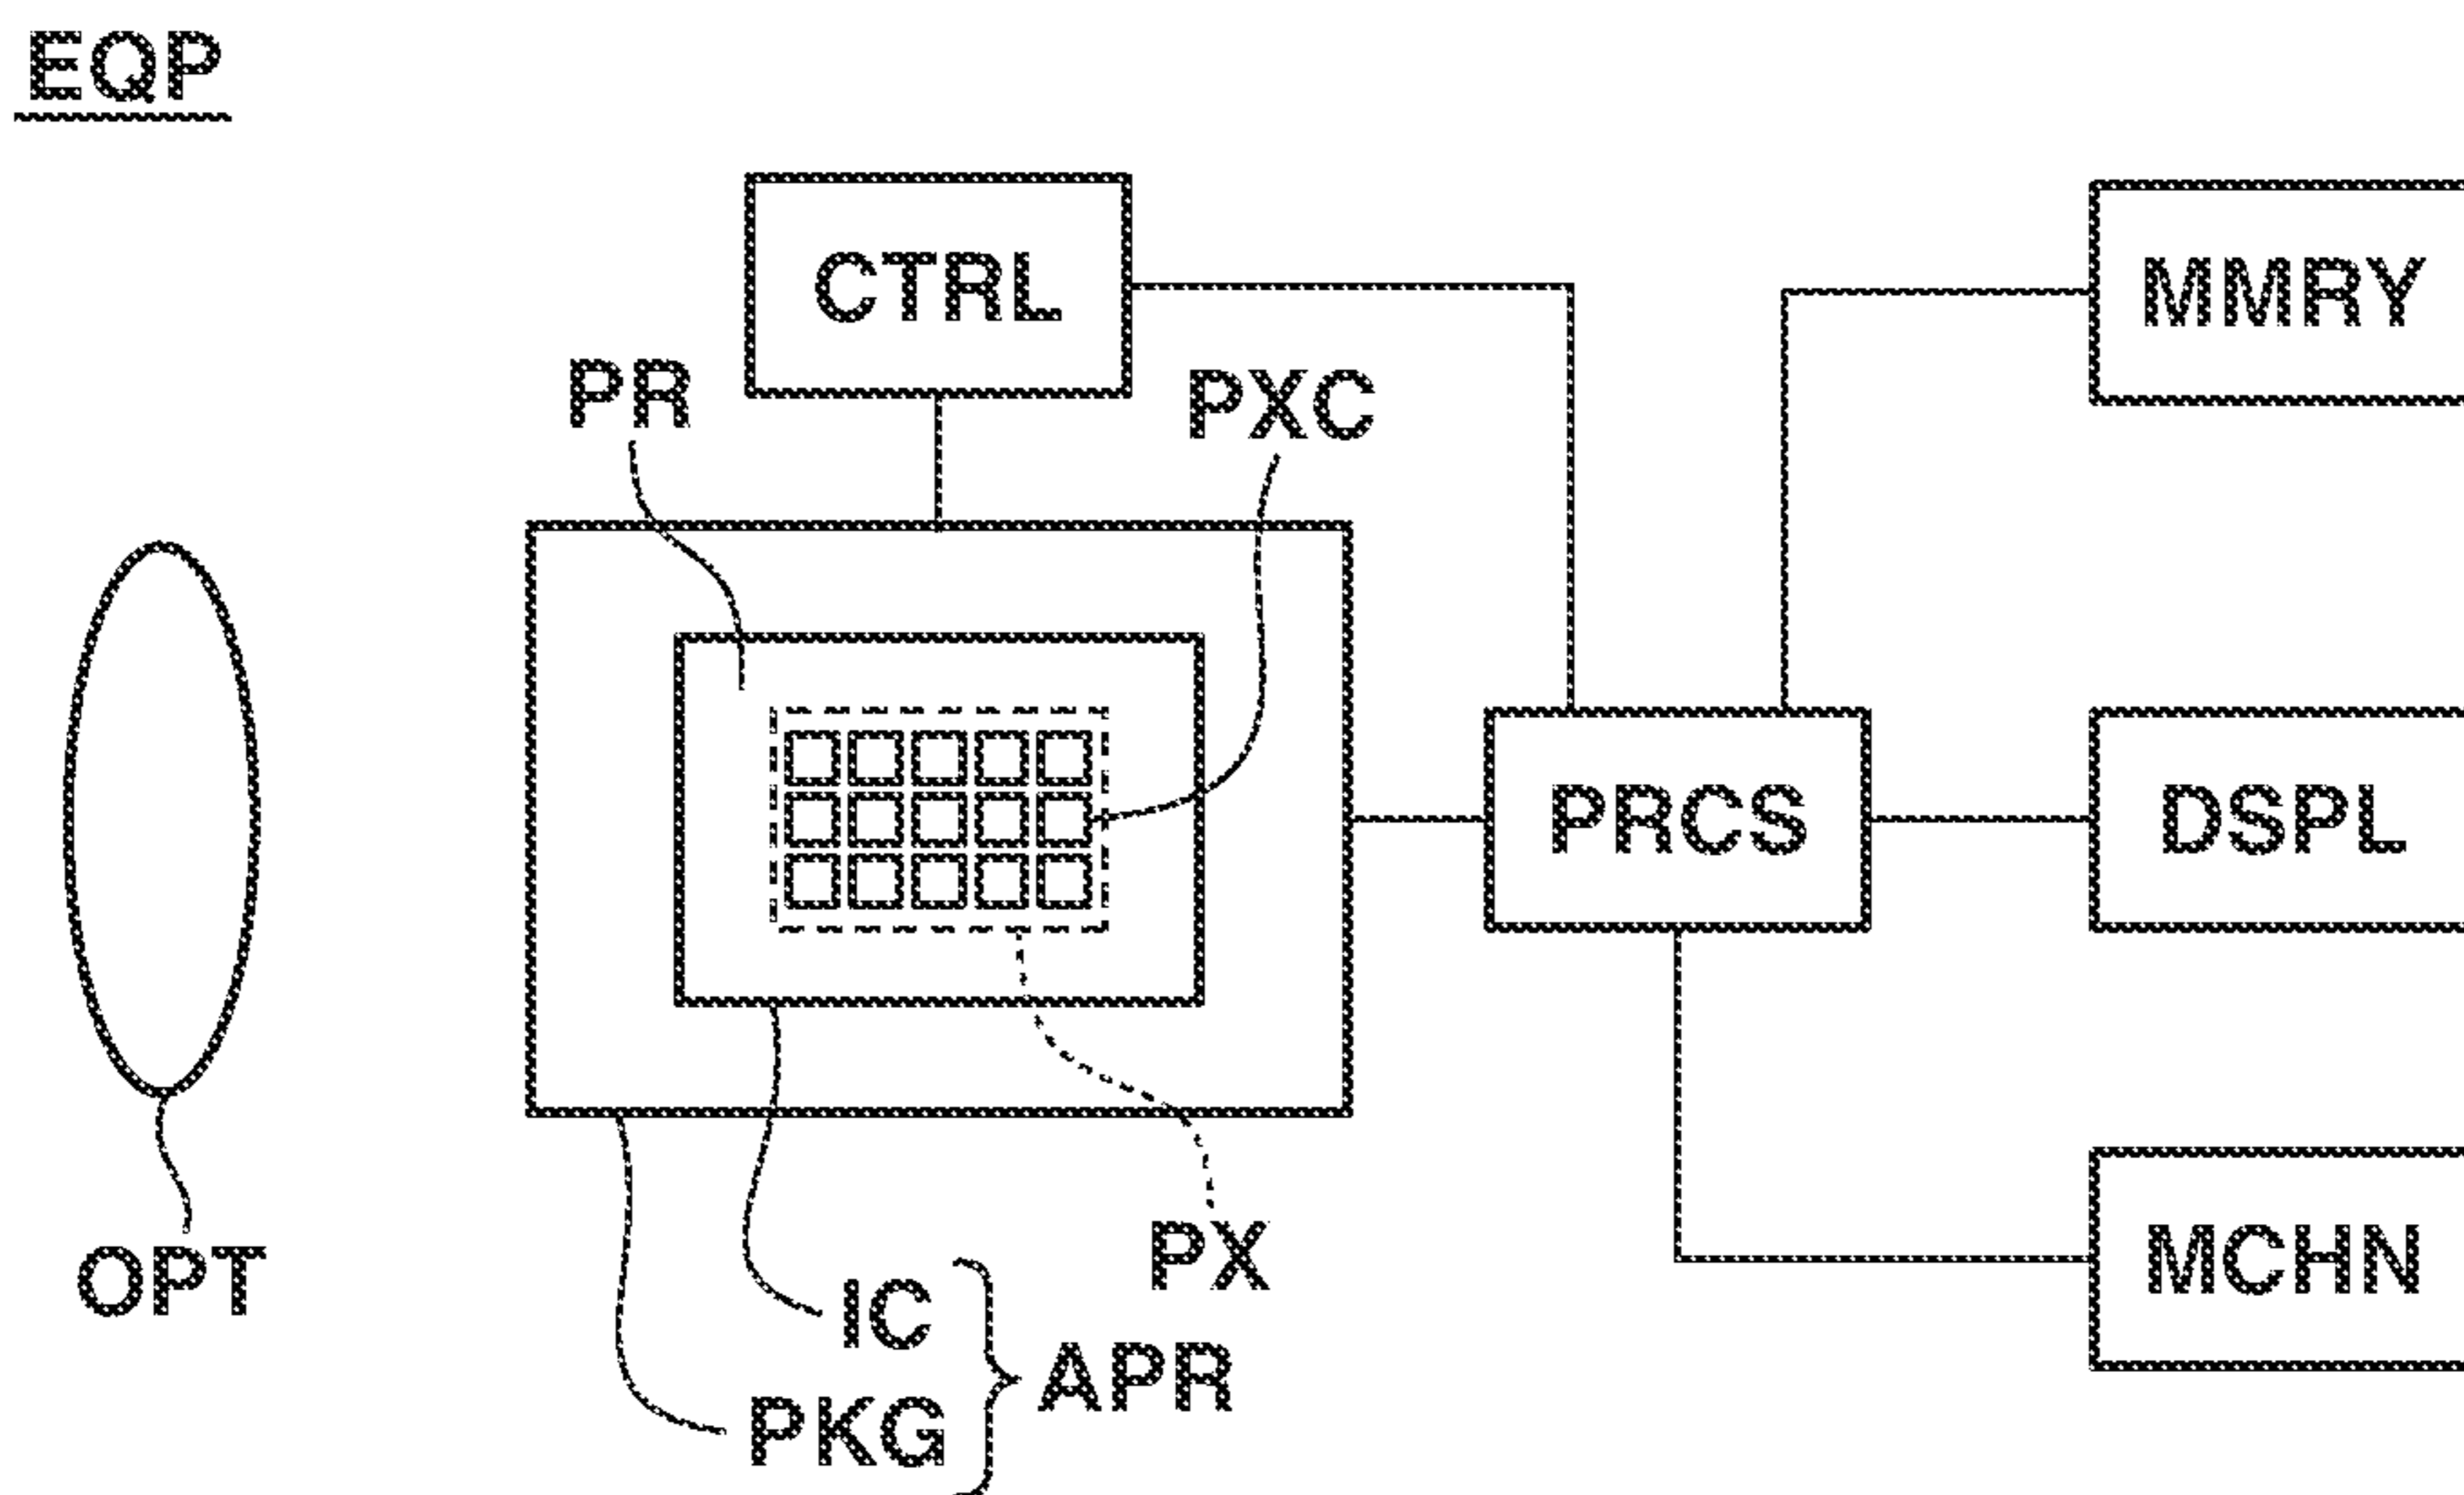 EQP
CTRL
MMRY
PR
PXC
PRCS
DSPL
PX
OPT
MCHN
IC
APR
PKG